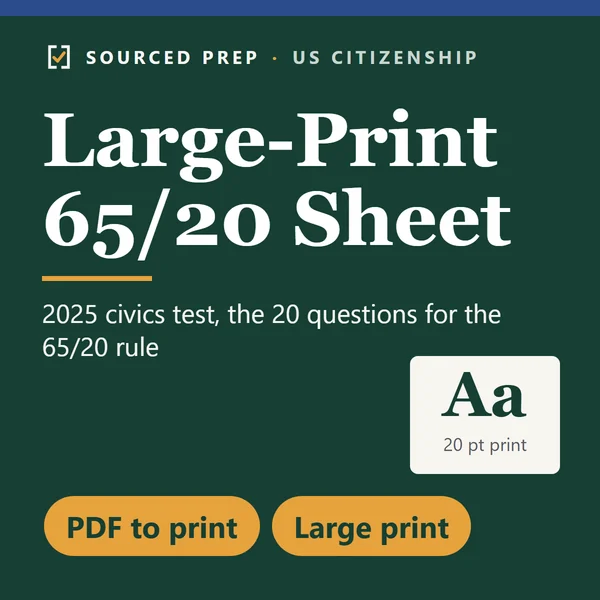 SOURCED PREP · US CITIZENSHIP
Large-Print
65/20 Sheet
2025 civics test, the 20 questions for the
65/20 rule
Aa
20 pt print
PDF to print
Large print